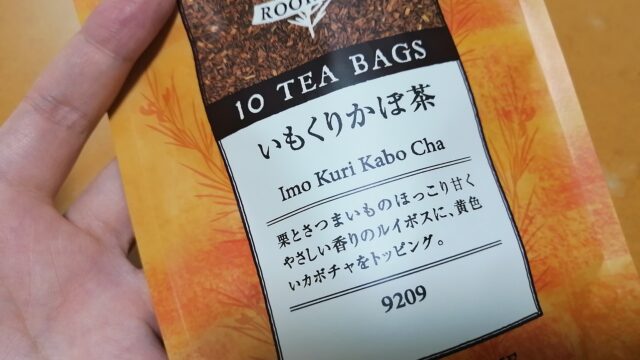 10 TEA BAGS
いもくりかぼ茶
Imo Kuri Kabo Cha
栗とさつまいものほっこり甘く
やさしい香りのルイボスに、黄色
いカボチャをトッピング。
9209